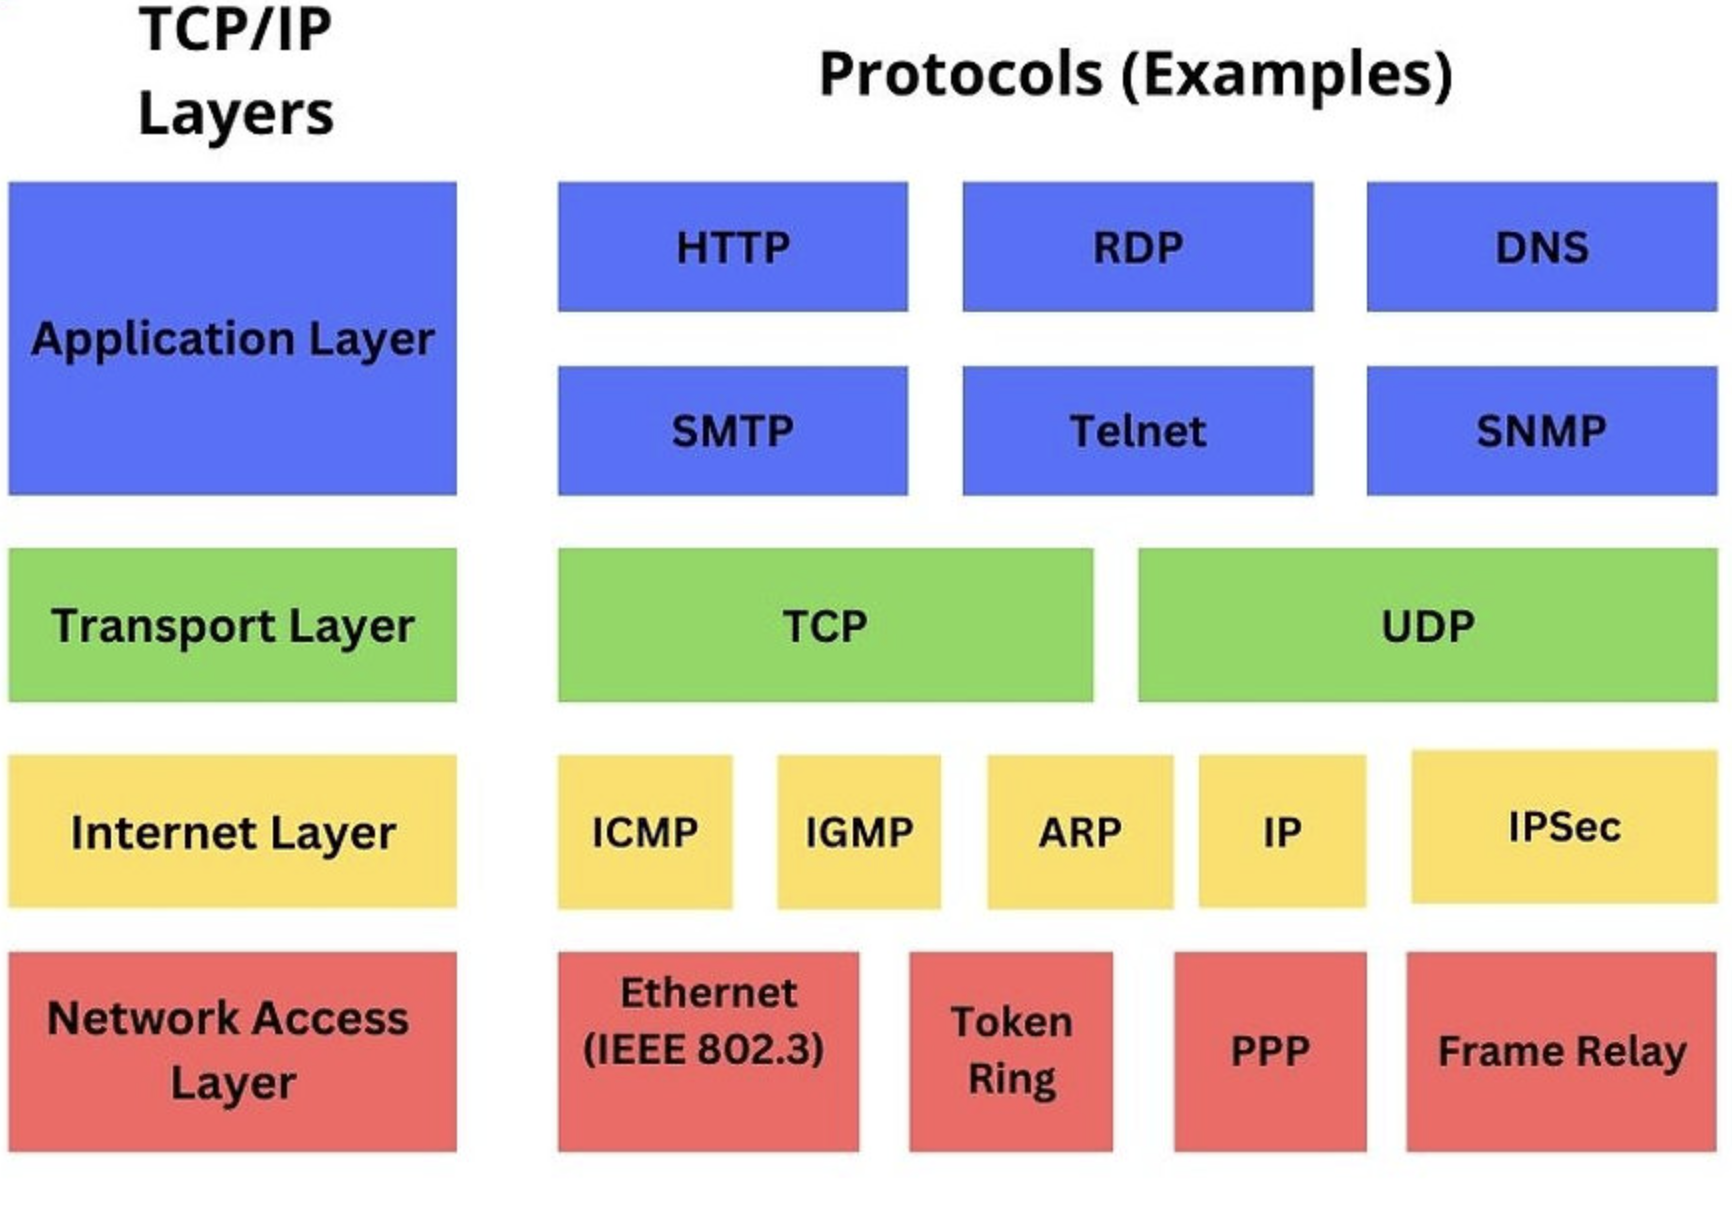 TCP/IP
Layers
Protocols (Examples)
Application Layer
HTTP
RDP
DNS
SMTP
Telnet
SNMP
Transport Layer
TCP
UDP
Internet Layer
ICMP
IGMP
ARP
IP
IPSec
Network Access
Layer
Ethernet
(IEEE 802.3)
Token
Ring
PPP
Frame Relay